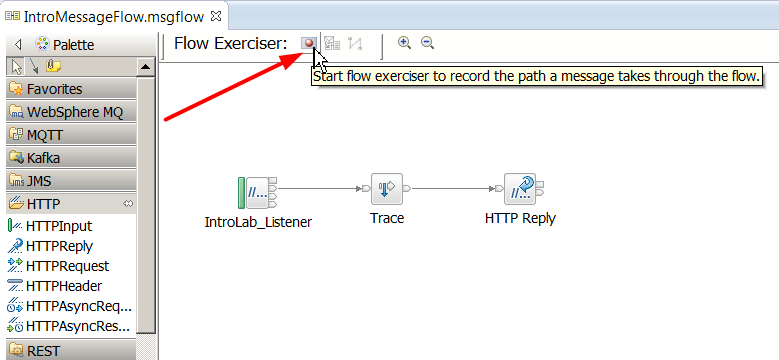 IntroMessageFlow.msgflow
Palette
Flow Exerciser:
Start flow exerciser to record the path a message takes through the flow.
Favorites
WebSphere MQ
MQTT
Kafka
JMS
HTTP
HTTPInput
HTTPReply
HTTPRequest
HTTPHeader
HTTPAsyncReq...
HTTPAsyncRes...
REST
IntroLab_Listener
Trace
HTTP Reply